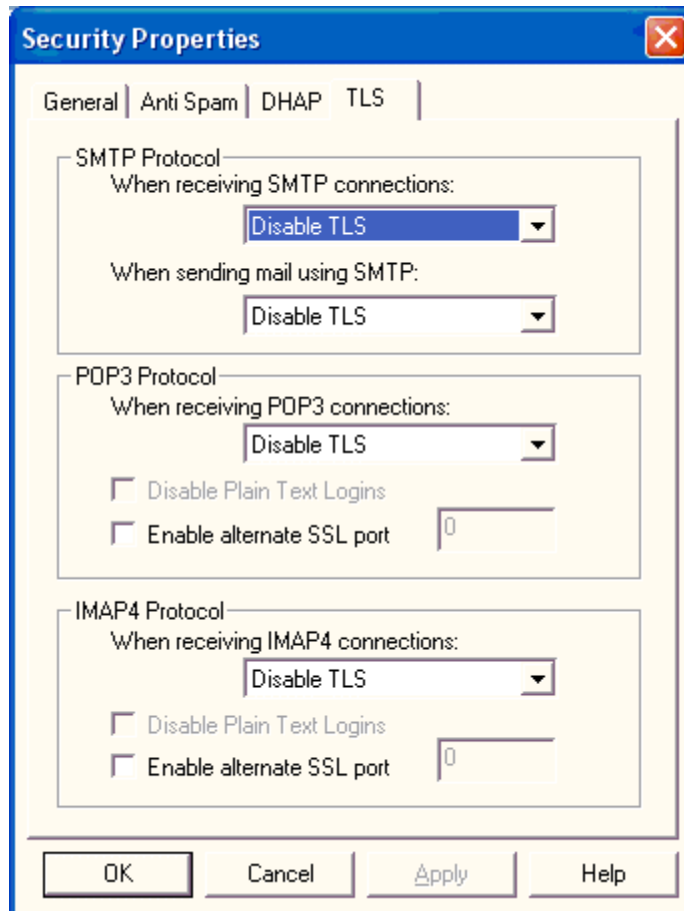 Security Properties
General Anti Spam DHAP TLS
SMTP Protocol
When receiving SMTP connections:
Disable TLS
When sending mail using SMTP:
Disable TLS
POP3 Protocol
When receiving POP3 connections:
Disable TLS
Disable Plain Text Logins
Enable alternate SSL port 0
IMAP4 Protocol
When receiving IMAP4 connections:
Disable TLS
Disable Plain Text Logins
Enable alternate SSL port 0
OK Cancel Apply Help